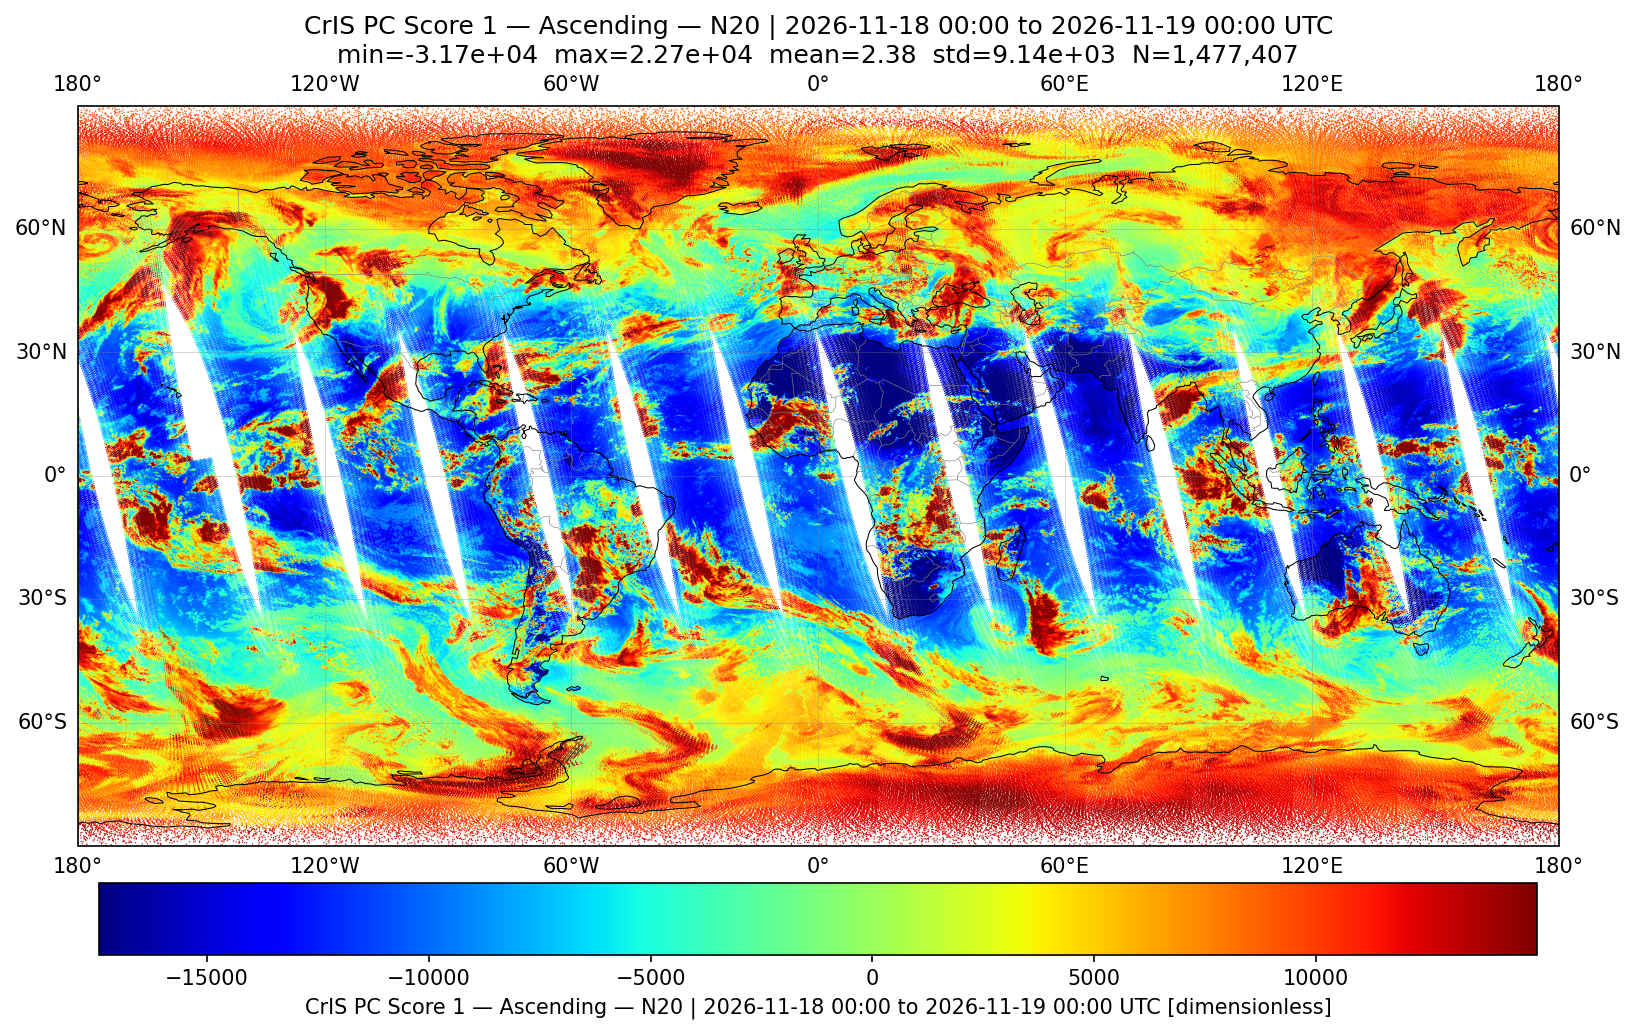 CrIS PC Score 1 — Ascending — N20 | 2026-11-18 00:00 to 2026-11-19 00:00 UTC
min=-3.17e+04 max=2.27e+04 mean=2.38 std=9.14e+03 N=1,477,407
180° 120°W 60°W 0° 60°E 120°E 180°
60°N 60°N
30°N 30°N
0° 0°
30°S 30°S
60°S 60°S
180° 120°W 60°W 0° 60°E 120°E 180°
−15000 −10000 −5000 0 5000 10000
CrIS PC Score 1 — Ascending — N20 | 2026-11-18 00:00 to 2026-11-19 00:00 UTC [dimensionless]